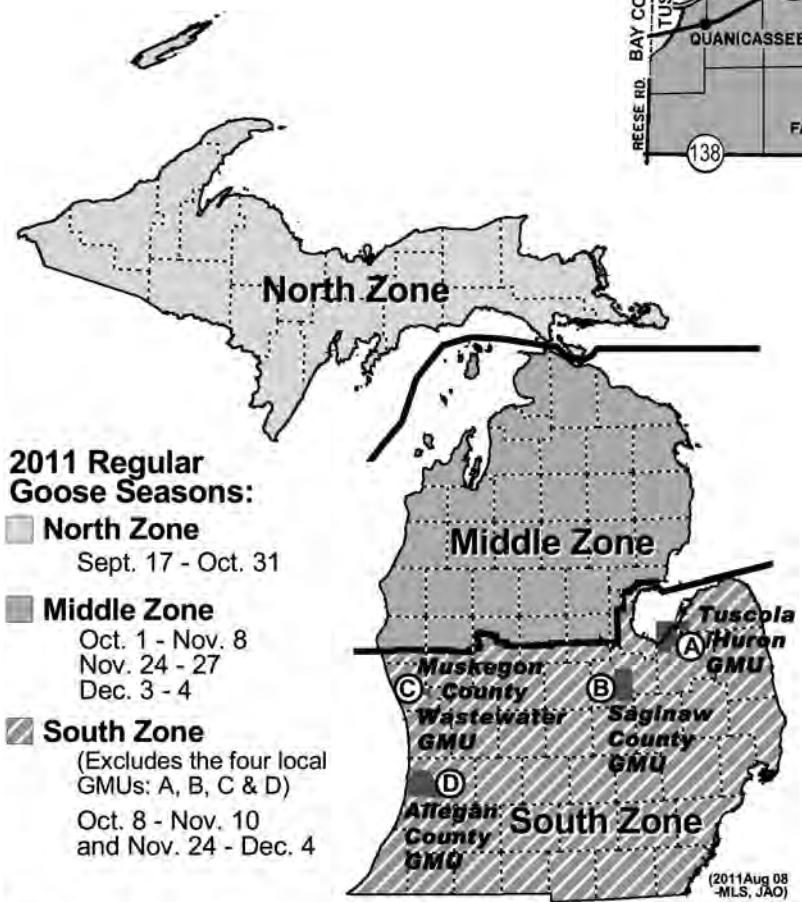 BAY CO
TUS
QUANICASSEE
REESE RD.
FA
138
North Zone
2011 Regular
Goose Seasons:
North Zone
Sept. 17 - Oct. 31
Middle Zone
Oct. 1 - Nov. 8
Nov. 24 - 27
Dec. 3 - 4
South Zone
(Excludes the four local
GMUs: A, B, C & D)
Oct. 8 - Nov. 10
and Nov. 24 - Dec. 4
Middle Zone
Tuscola
/Huron
GMU
A
C
Muskegon
County
Wastewater
GMU
B
Saginaw
County
GMU
D
Allegan
County
GMU
South Zone
(2011Aug 08
-MLS, JAO)